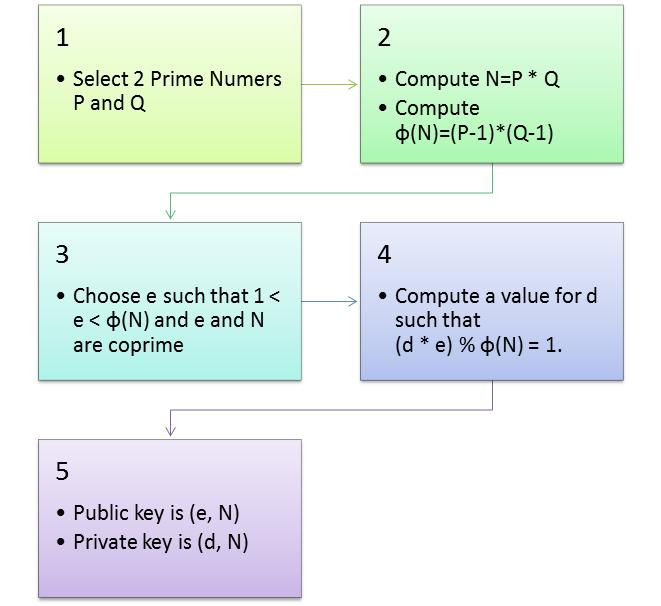 1
• Select 2 Prime Numers
P and Q
2
• Compute N=P * Q
• Compute
ф(N)=(P-1)*(Q-1)
3
• Choose e such that 1 <
e < ф(N) and e and N
are coprime
4
• Compute a value for d
such that
(d * e) % ф(N) = 1.
5
• Public key is (e, N)
• Private key is (d, N)